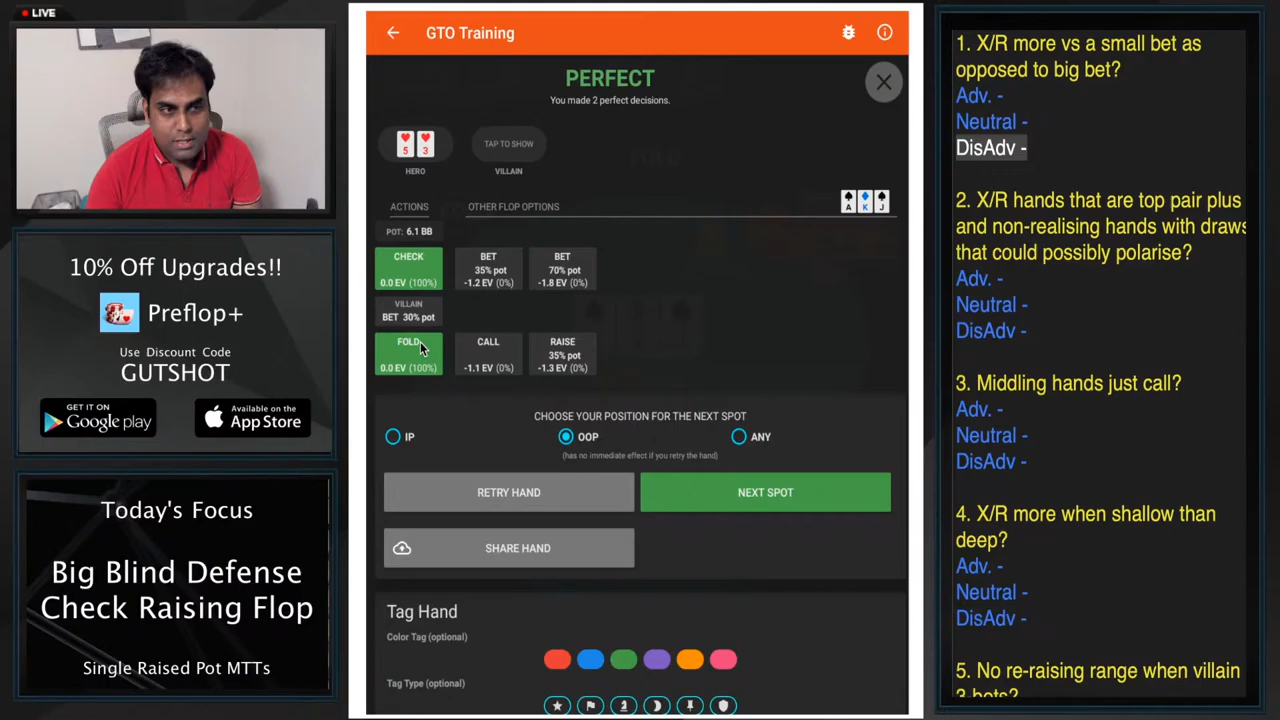 LIVE
10% Off Upgrades!!
Preflop+
Use Discount Code
GUTSHOT
GET IT ON
Google play
Available on the
App Store
Today's Focus
Big Blind Defense
Check Raising Flop
Single Raised Pot MTTs
GTO Training
PERFECT
You made 2 perfect decisions.
5 3
TAP TO SHOW
HERO
VILLAIN
ACTIONS
OTHER FLOP OPTIONS
A K J
POT: 6.1 BB
CHECK
0.0 EV (100%)
BET
35% pot
-1.2 EV (0%)
BET
70% pot
-1.8 EV (0%)
VILLAIN
BET 30% pot
FOLD
0.0 EV (100%)
CALL
-1.1 EV (0%)
RAISE
35% pot
-1.3 EV (0%)
CHOOSE YOUR POSITION FOR THE NEXT SPOT
IP
OOP
ANY
(has no immediate effect if you retry the hand)
RETRY HAND
NEXT SPOT
SHARE HAND
Tag Hand
Color Tag (optional)
Tag Type (optional)
1. X/R more vs a small bet as
opposed to big bet?
Adv. -
Neutral -
DisAdv -
2. X/R hands that are top pair plus
and non-realising hands with draws
that could possibly polarise?
Adv. -
Neutral -
DisAdv -
3. Middling hands just call?
Adv. -
Neutral -
DisAdv -
4. X/R more when shallow than
deep?
Adv. -
Neutral -
DisAdv -
5. No re-raising range when villain
3-bets?